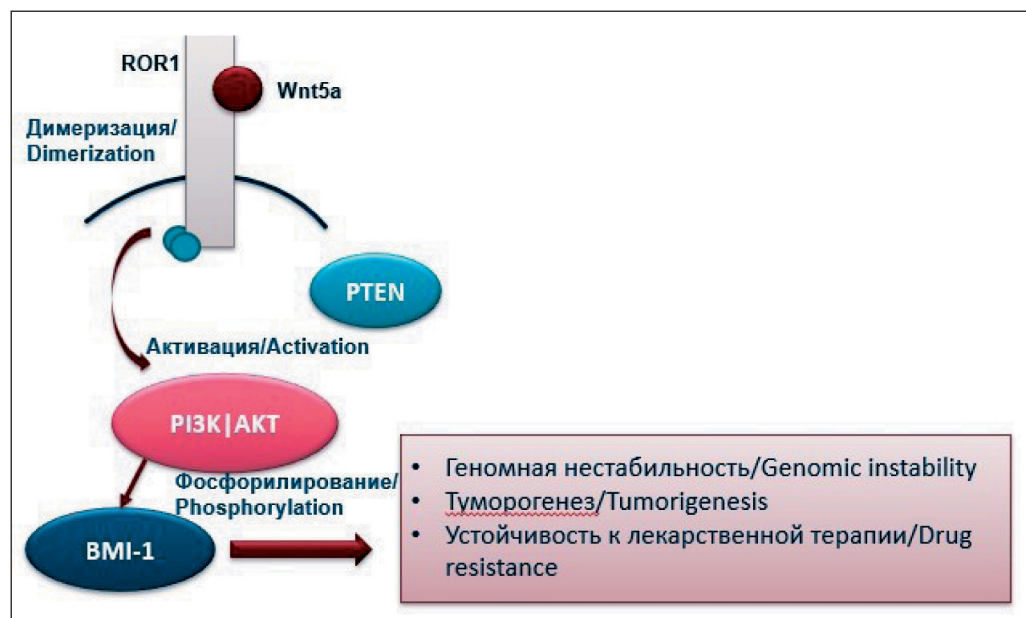 ROR1
Wnt5a
Димеризация/
Dimerization
PTEN
Активация/Activation
PI3K|AKT
Фосфорилирование/
Phosphorylation
BMI-1
• Геномная нестабильность/Genomic instability
• Туморогенез/Tumorigenesis
• Устойчивость к лекарственной терапии/Drug
resistance